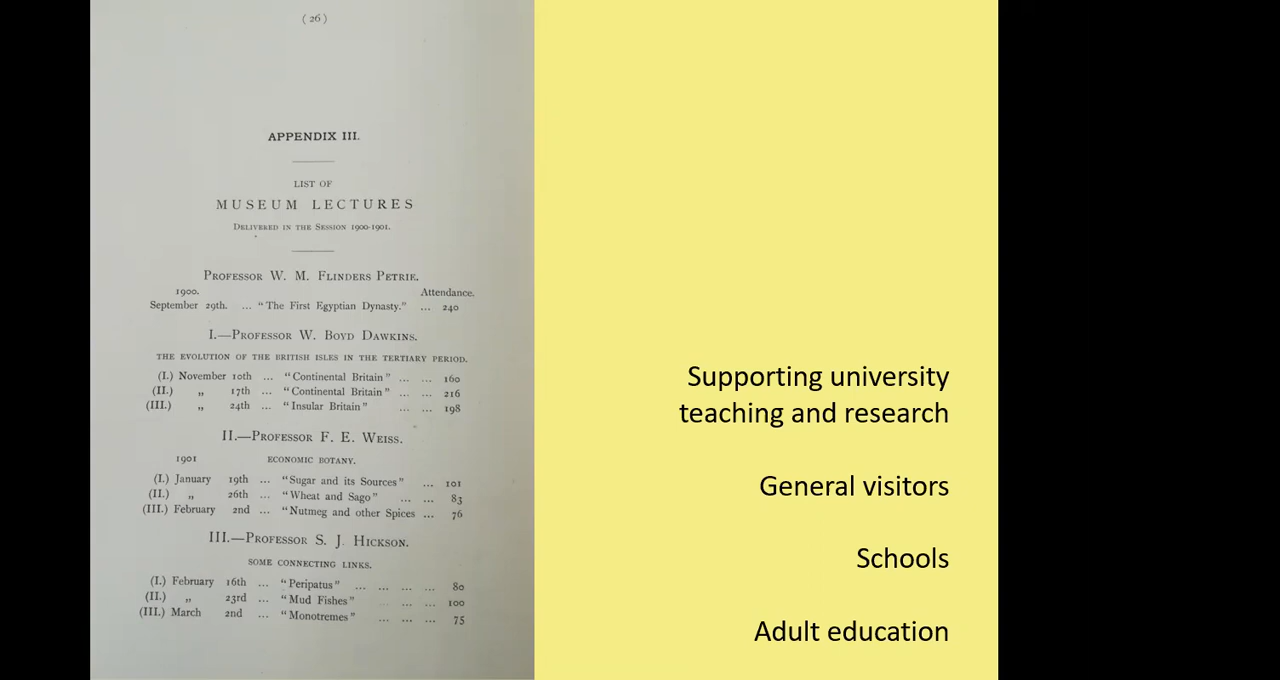 ( 26 )
APPENDIX III.
LIST OF
MUSEUM LECTURES
DELIVERED IN THE SESSION 1900-1901.
PROFESSOR W. M. FLINDERS PETRIE.
1900. Attendance.
September 29th. ... "The First Egyptian Dynasty." ... 240
I.—PROFESSOR W. BOYD DAWKINS.
THE EVOLUTION OF THE BRITISH ISLES IN THE TERTIARY PERIOD.
(I.) November 10th ... "Continental Britain" ... ... 160
(II.) „ 17th ... "Continental Britain" ... ... 216
(III.) „ 24th ... "Insular Britain" ... ... 198
II.—PROFESSOR F. E. WEISS.
1901 ECONOMIC BOTANY.
(I.) January 19th ... "Sugar and its Sources" ... 101
(II.) „ 26th ... "Wheat and Sago" ... ... 83
(III.) February 2nd ... "Nutmeg and other Spices ... 76
III.—PROFESSOR S. J. HICKSON.
SOME CONNECTING LINKS.
(I.) February 16th ... "Peripatus" ... ... ... ... 80
(II.) „ 23rd ... "Mud Fishes" ... ... ... 100
(III.) March 2nd ... "Monotremes" ... ... ... 75
Supporting university
teaching and research
General visitors
Schools
Adult education